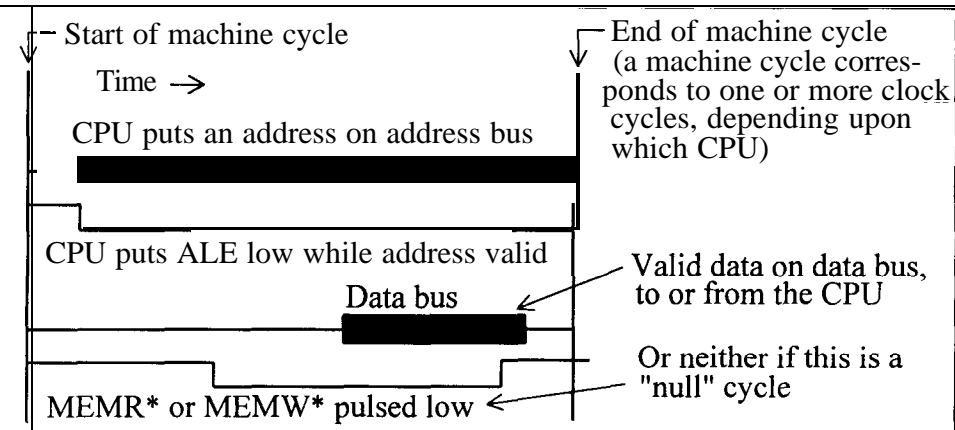 Start of machine cycle
End of machine cycle
(a machine cycle corres-
ponds to one or more clock
cycles, depending upon
which CPU)
Time
CPU puts an address on address bus
CPU puts ALE low while address valid
Valid data on data bus,
to or from the CPU
Data bus
Or neither if this is a
"null" cycle
MEMR* or MEMW* pulsed low